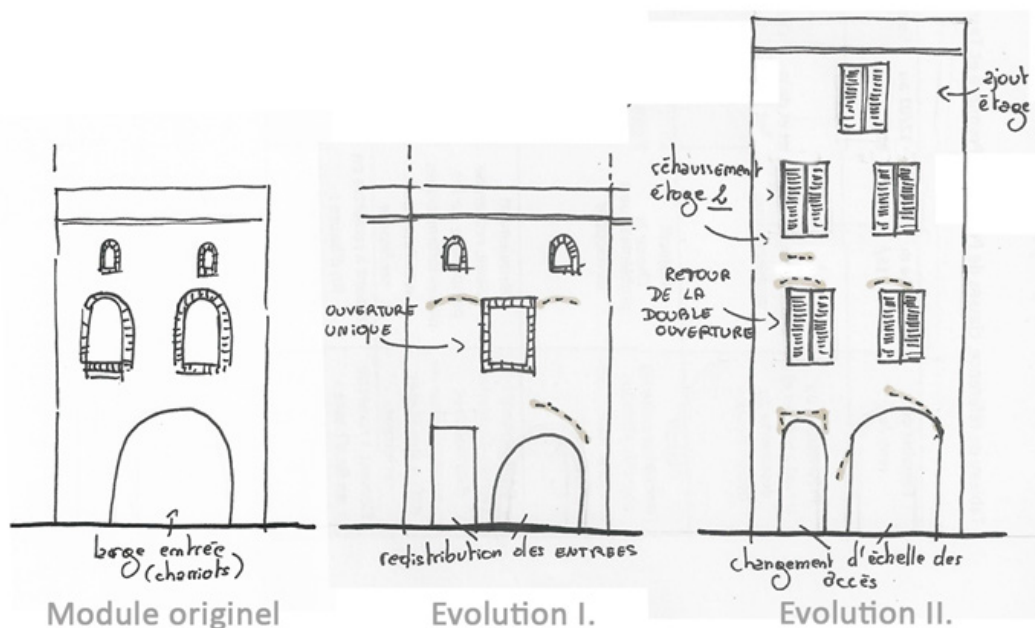 large entrée
(chariots)
Module originel
OUVERTURE
UNIQUE
redistribution des ENTREES
Evolution I.
ajout
étage
réhaussement
étage 2
RETOUR
DE LA
DOUBLE
OUVERTURE
changement d'échelle des
accès
Evolution II.